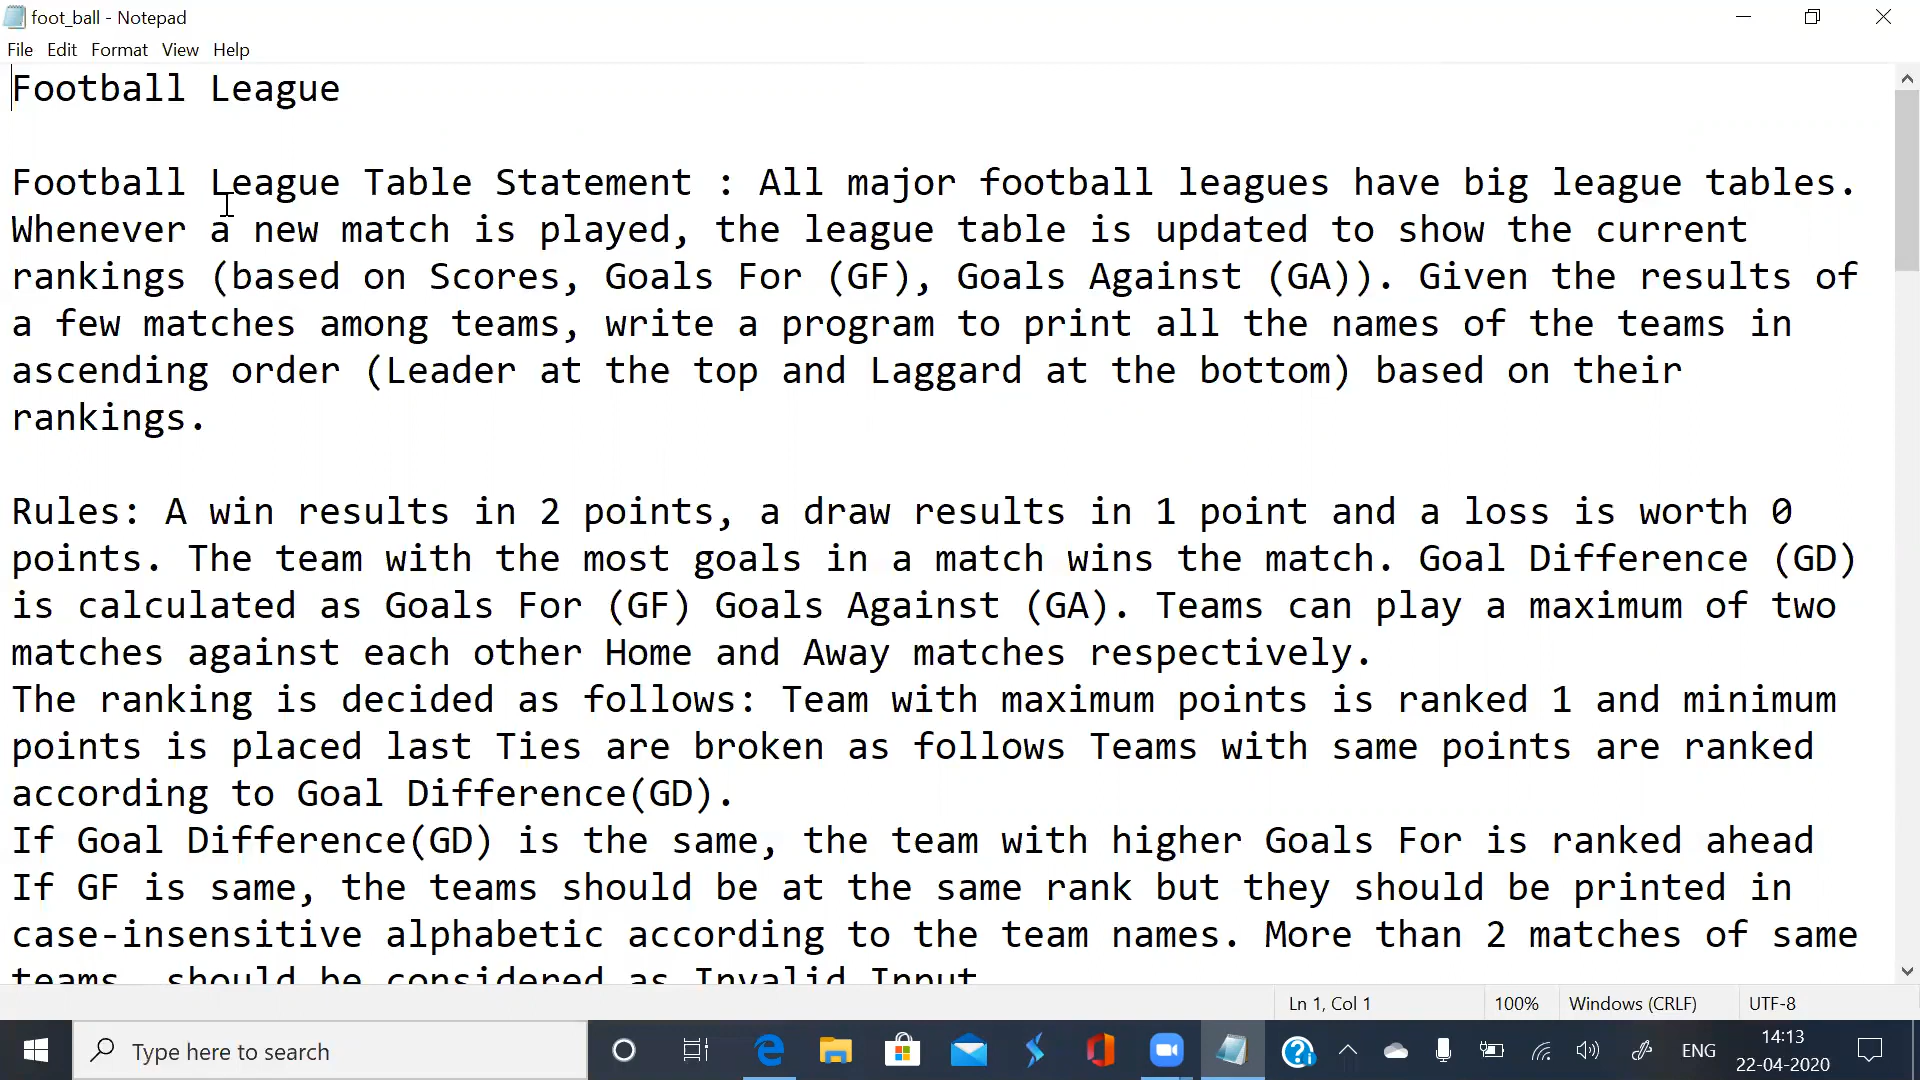 foot_ball - Notepad
File Edit Format View Help
Football League
Football League Table Statement : All major football leagues have big league tables.
Whenever a new match is played, the league table is updated to show the current
rankings (based on Scores, Goals For (GF), Goals Against (GA)). Given the results of
a few matches among teams, write a program to print all the names of the teams in
ascending order (Leader at the top and Laggard at the bottom) based on their
rankings.
Rules: A win results in 2 points, a draw results in 1 point and a loss is worth 0
points. The team with the most goals in a match wins the match. Goal Difference (GD)
is calculated as Goals For (GF) Goals Against (GA). Teams can play a maximum of two
matches against each other Home and Away matches respectively.
The ranking is decided as follows: Team with maximum points is ranked 1 and minimum
points is placed last Ties are broken as follows Teams with same points are ranked
according to Goal Difference(GD).
If Goal Difference(GD) is the same, the team with higher Goals For is ranked ahead
If GF is same, the teams should be at the same rank but they should be printed in
case-insensitive alphabetic according to the team names. More than 2 matches of same
teams, should be considered as Invalid Input
Ln 1, Col 1 100% Windows (CRLF) UTF-8
Type here to search
ENG
14:13
22-04-2020